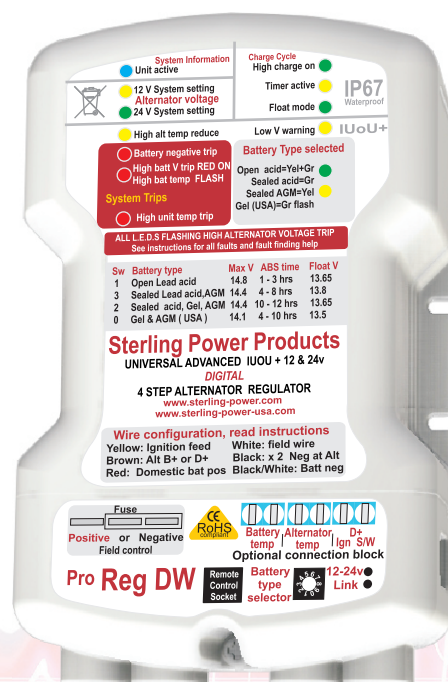 System Information
Unit active
12 V System setting
Alternator voltage
24 V System setting
Charge Cycle
High charge on
Timer active
Float mode
IP67
Waterproof
High alt temp reduce
Low V warning
IUoU+
Battery negative trip
High batt V trip RED ON
High bat temp FLASH
System Trips
High unit temp trip
Battery Type selected
Open acid=Yel+Gr
Sealed acid=Gr
Sealed AGM=Yel
Gel (USA)=Gr flash
ALL L.E.D.S FLASHING HIGH ALTERNATOR VOLTAGE TRIP
See instructions for all faults and fault finding help
Sw Battery type Max V ABS time Float V
1 Open Lead acid 14.8 1 - 3 hrs 13.65
3 Sealed Lead acid,AGM 14.4 4 - 8 hrs 13.8
2 Sealed acid, Gel, AGM 14.4 10 - 12 hrs 13.65
0 Gel & AGM ( USA ) 14.1 4 - 10 hrs 13.5
Sterling Power Products
UNIVERSAL ADVANCED IUOU + 12 & 24v
DIGITAL
4 STEP ALTERNATOR REGULATOR
www.sterling-power.com
www.sterling-power-usa.com
Wire configuration, read instructions
Yellow: Ignition feed White: field wire
Brown: Alt B+ or D+ Black: x 2 Neg at Alt
Red: Domestic bat pos Black/White: Batt neg
Fuse
Positive or Negative
Field control
CE
RoHS
compliant
Battery temp
Alternator temp
D+
Ign S/W
Optional connection block
Pro Reg DW
Remote
Control
Socket
Battery
type
selector
12-24v
Link